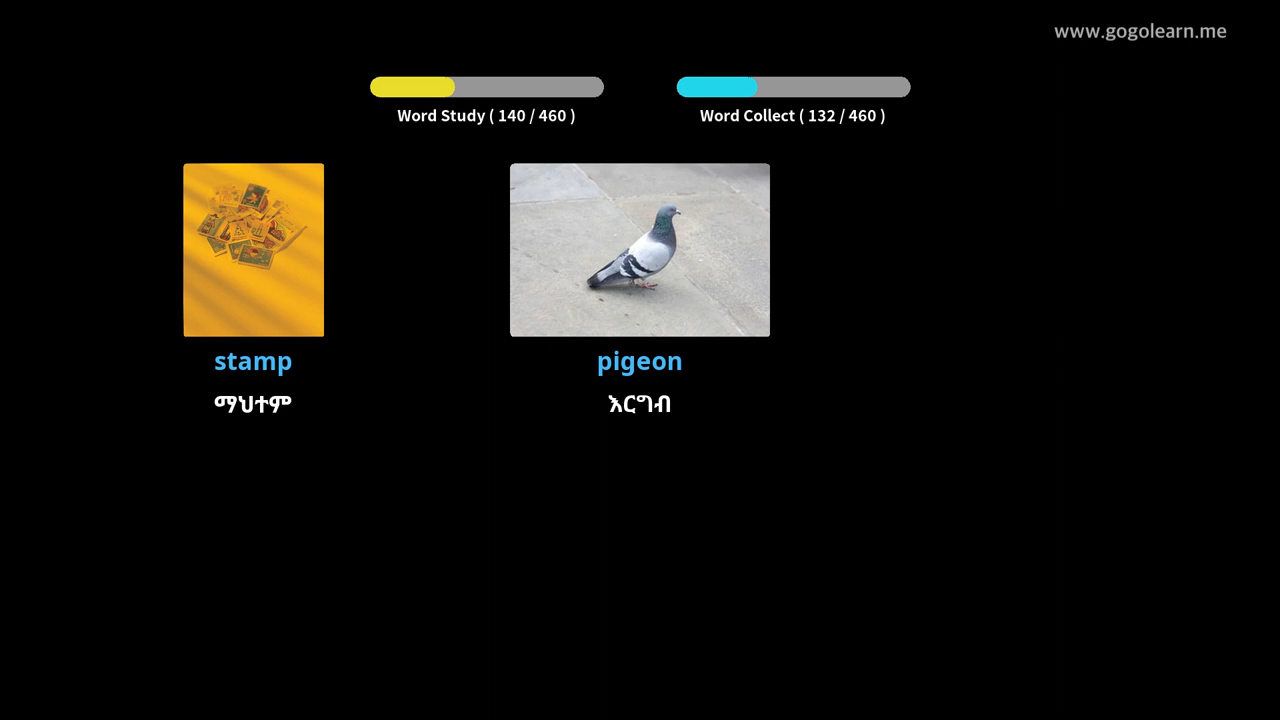 www.gogolearn.me
Word Study ( 140 / 460 )
Word Collect ( 132 / 460 )
stamp
pigeon
ማህተም
እርግብ